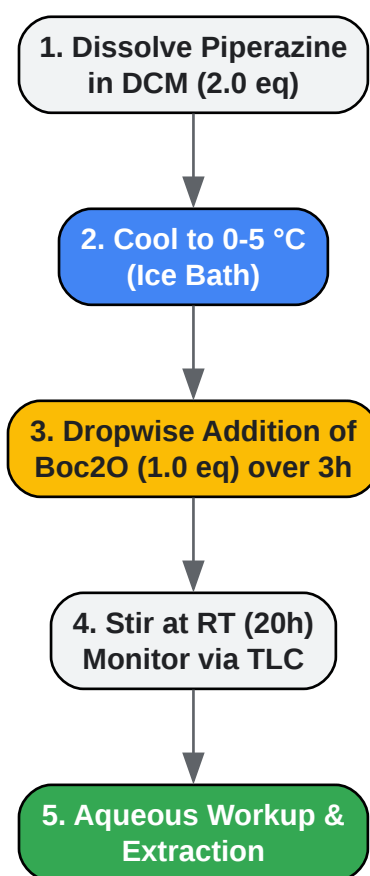 1. Dissolve Piperazine
in DCM (2.0 eq)
2. Cool to 0-5 °C
(Ice Bath)
3. Dropwise Addition of
Boc2O (1.0 eq) over 3h
4. Stir at RT (20h)
Monitor via TLC
5. Aqueous Workup &
Extraction